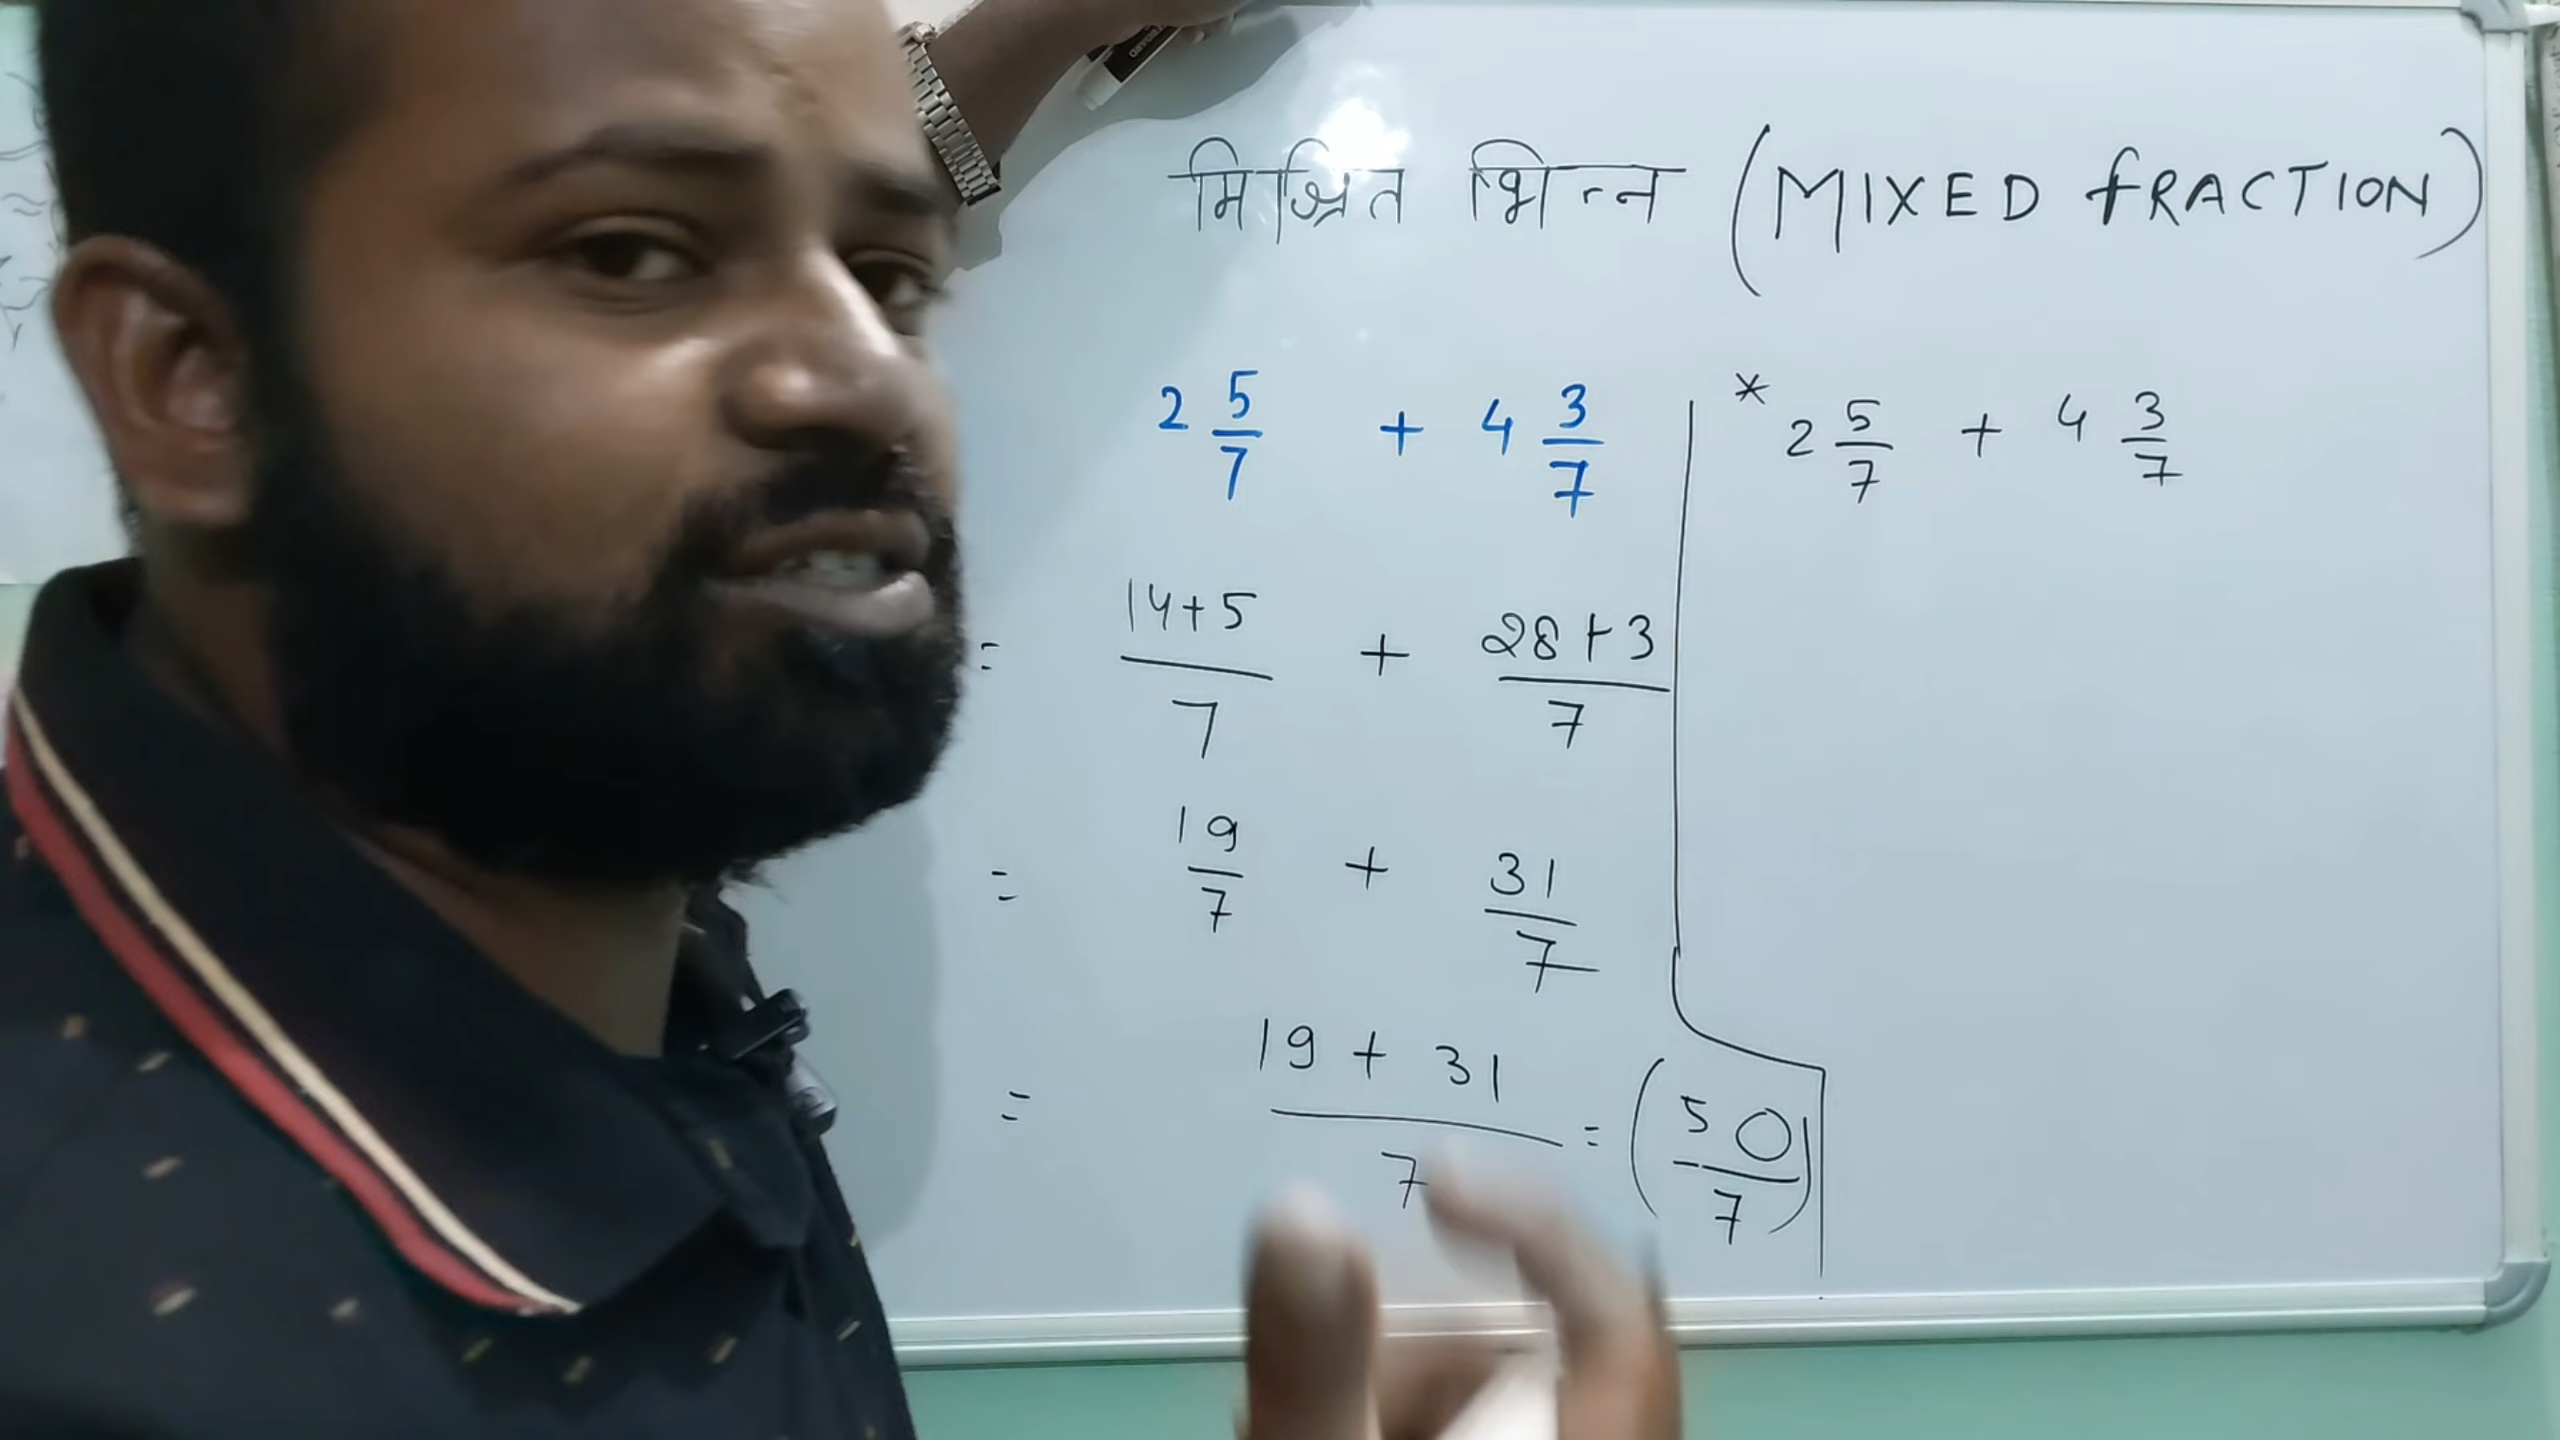 मिश्रित भिन्न (MIXED FRACTION)
2 5/7 + 4 3/7
= 14+5/7 + 28+3/7
= 19/7 + 31/7
= 19 + 31/7 = (50/7)
* 2 5/7 + 4 3/7